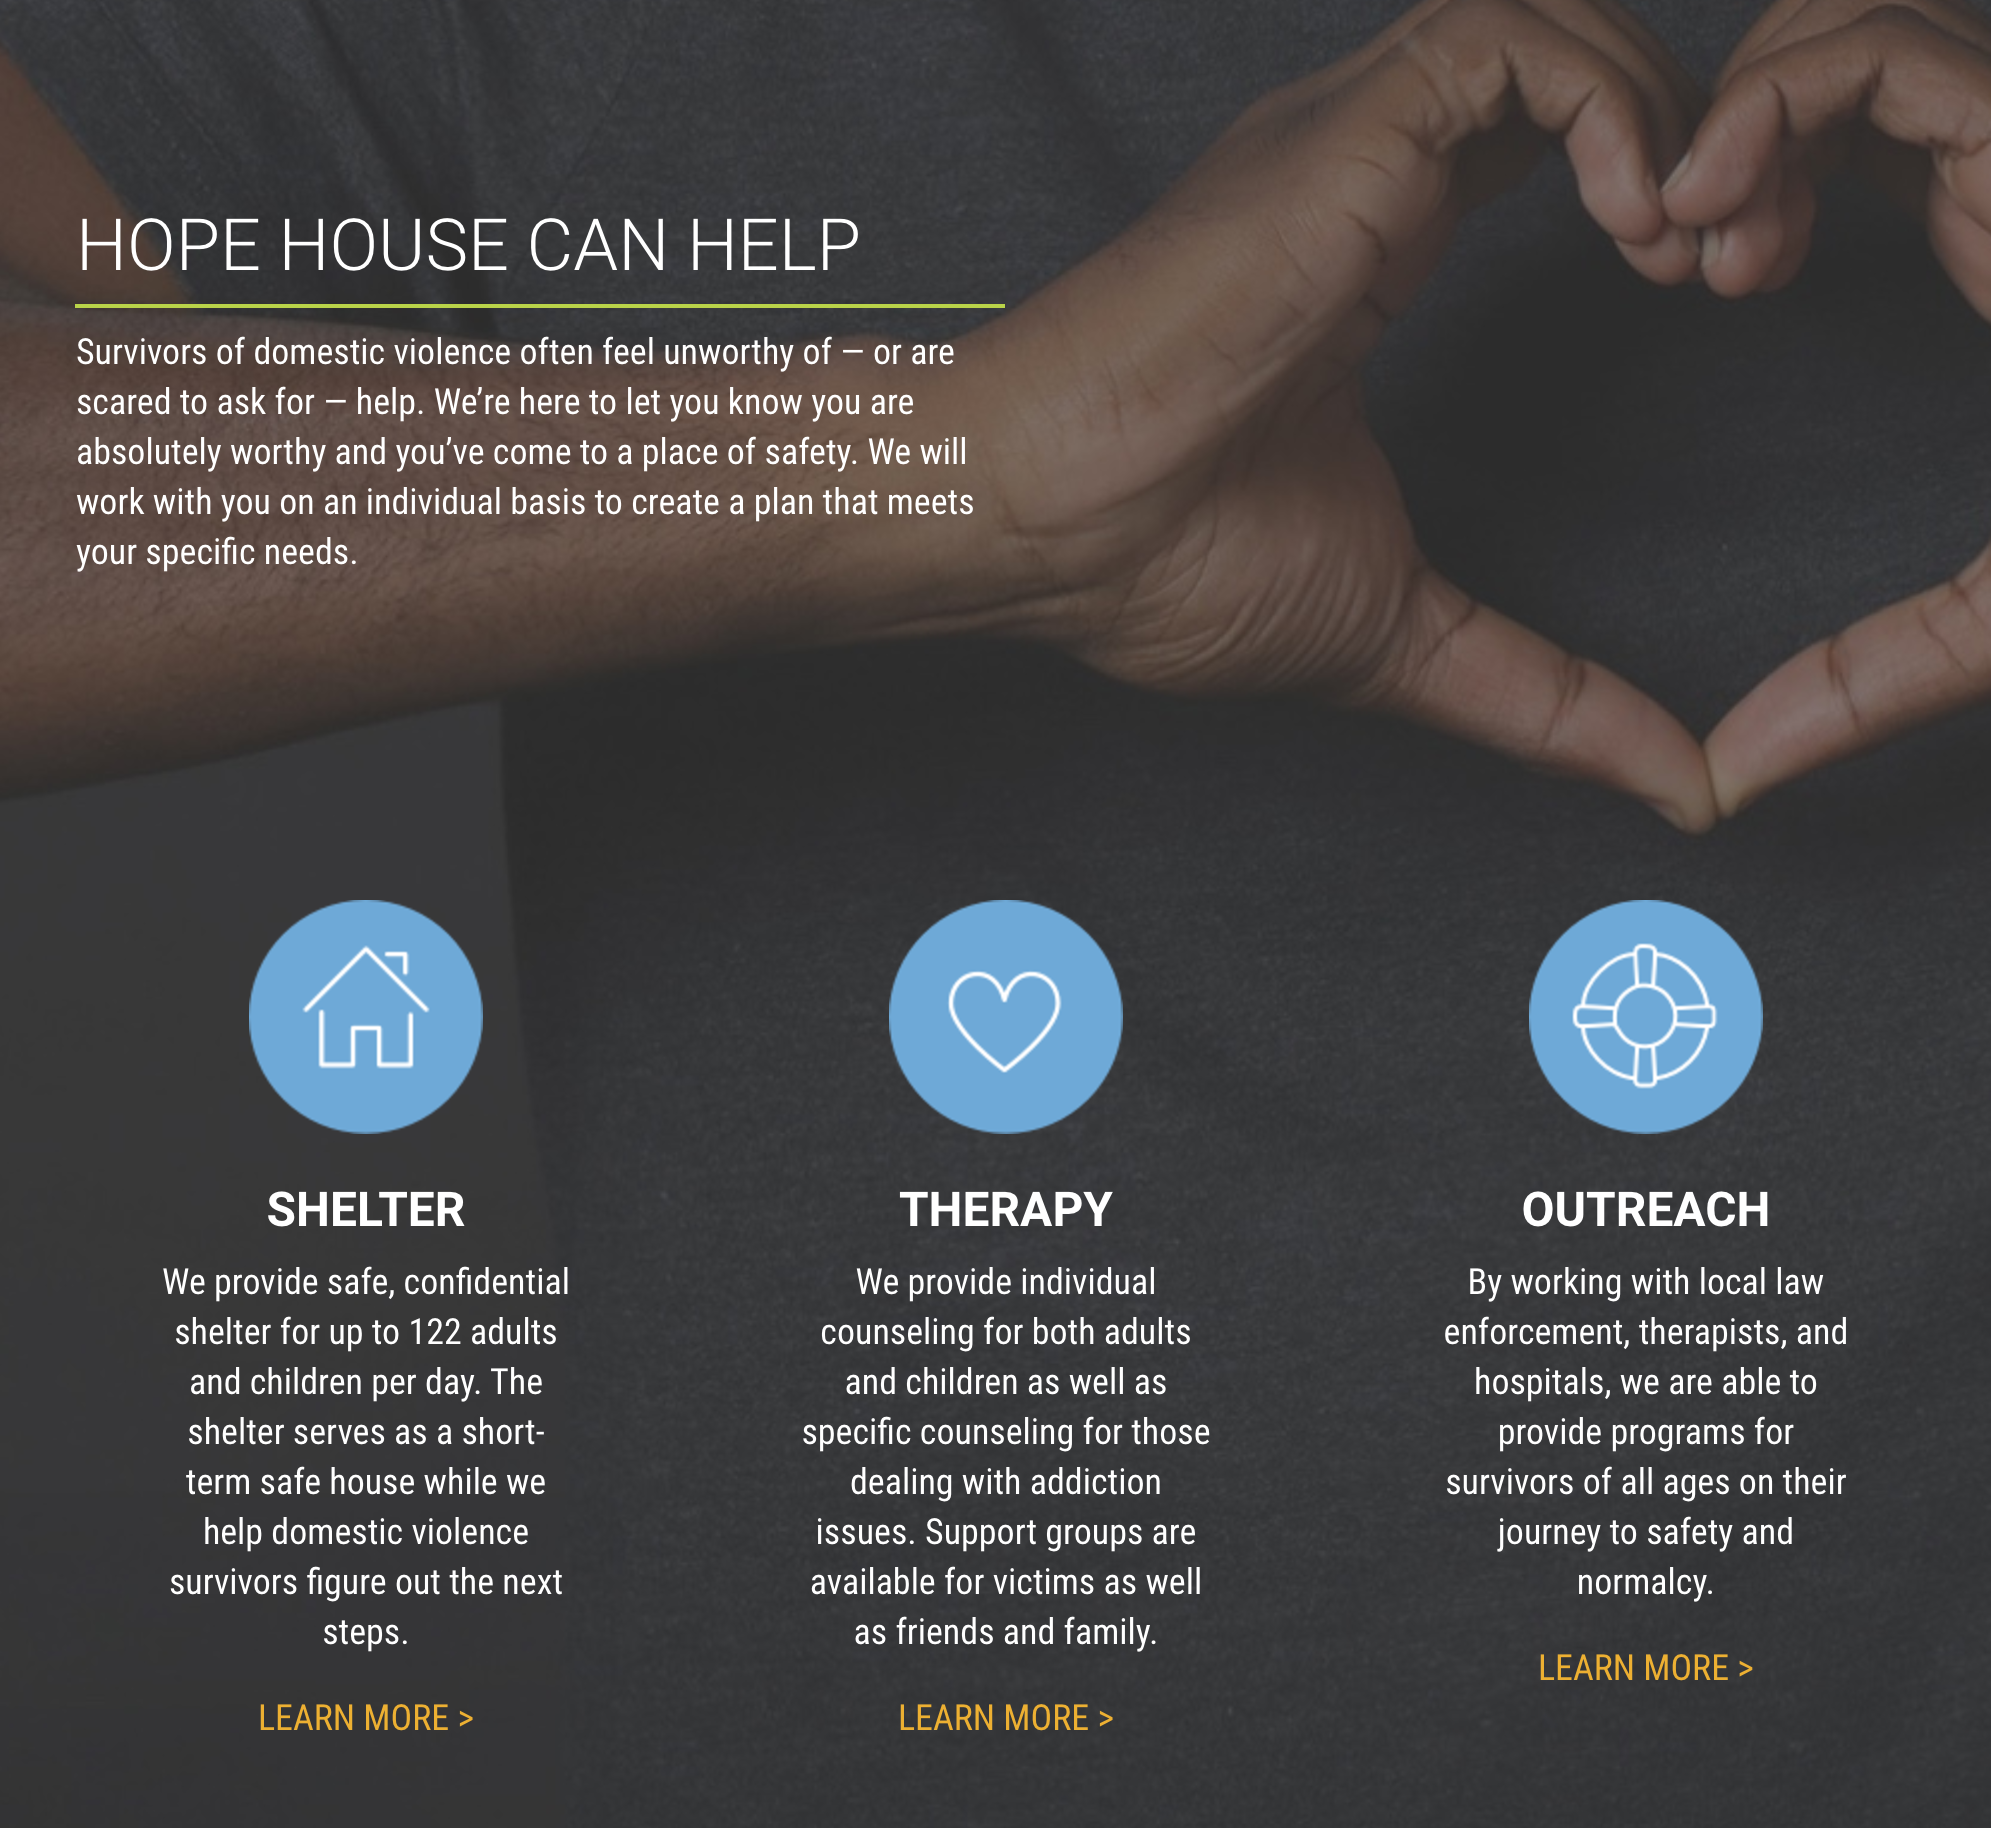 HOPE HOUSE CAN HELP
Survivors of domestic violence often feel unworthy of – or are
scared to ask for – help. We’re here to let you know you are
absolutely worthy and you’ve come to a place of safety. We will
work with you on an individual basis to create a plan that meets
your specific needs.
SHELTER
We provide safe, confidential
shelter for up to 122 adults
and children per day. The
shelter serves as a short-
term safe house while we
help domestic violence
survivors figure out the next
steps.
LEARN MORE >
THERAPY
We provide individual
counseling for both adults
and children as well as
specific counseling for those
dealing with addiction
issues. Support groups are
available for victims as well
as friends and family.
LEARN MORE >
OUTREACH
By working with local law
enforcement, therapists, and
hospitals, we are able to
provide programs for
survivors of all ages on their
journey to safety and
normalcy.
LEARN MORE >